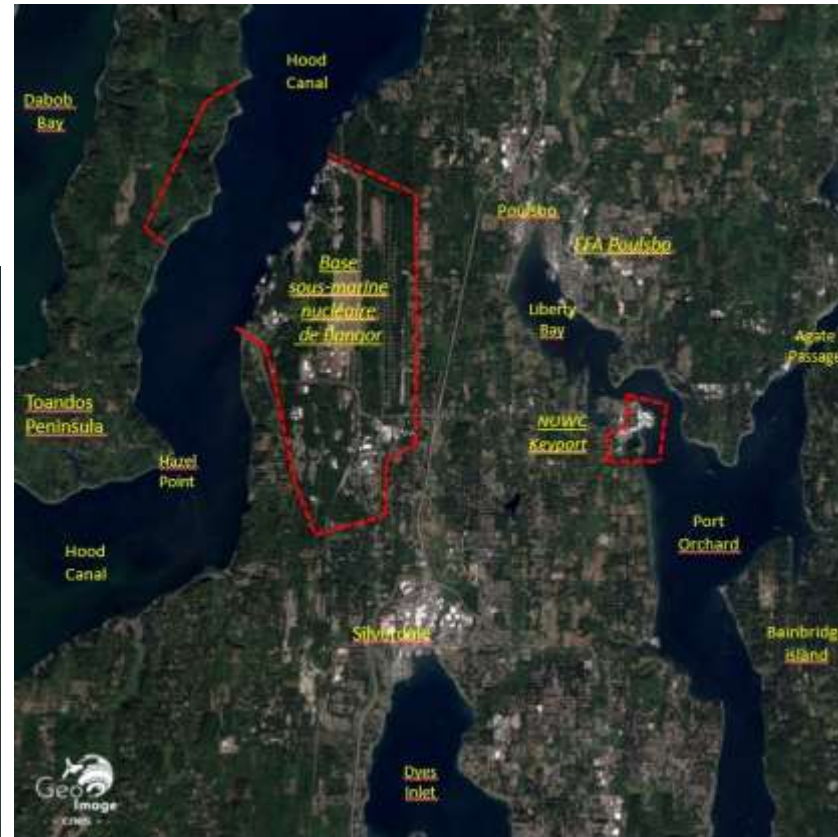 Hood
Canal
Dabob
Bay
Poulsbo
EFA Poulsbo
Base
sous-marine
nucléaire
de Bangor
Liberty
Bay
Agate
Passage
Toandos
Peninsula
NUWC
Keyport
Hazel
Point
Port
Orchard
Hood
Canal
Silverdale
Bainbridge
island
Dyes
Inlet
Geo
Image
- cnes -